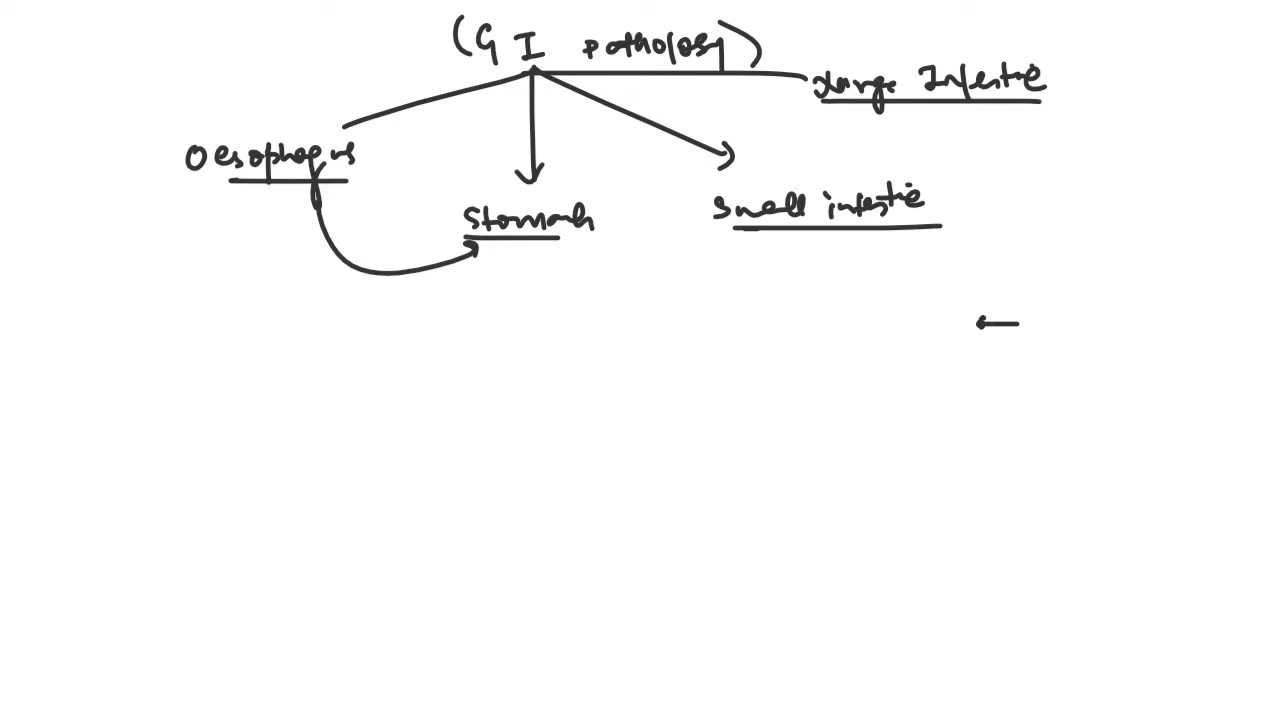 (GI pathology)
Large Intestine
Oesophagus
Stomach
Small intestine